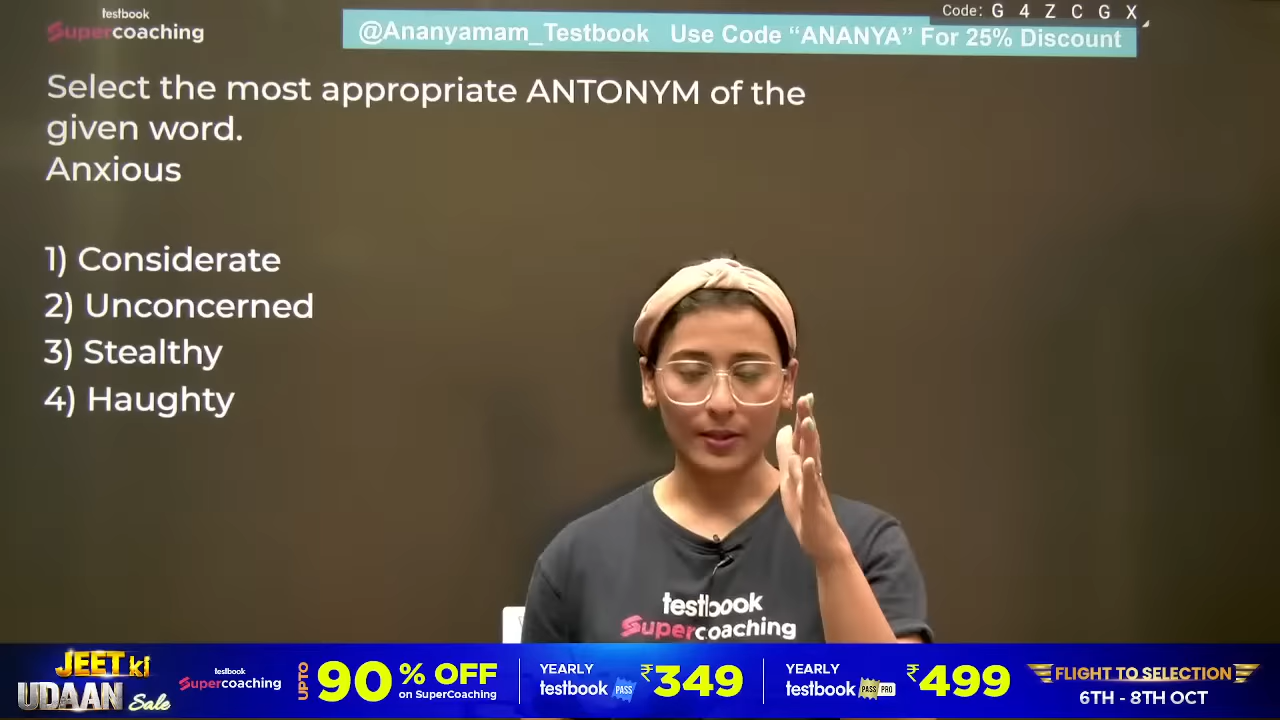 testbook
Supercoaching
@Ananyamam_Testbook Use Code “ANANYA” For 25% Discount
Code: G 4 Z C G X
Select the most appropriate ANTONYM of the
given word.
Anxious
1) Considerate
2) Unconcerned
3) Stealthy
4) Haughty
testbook
Supercoaching
JEET ki
UDAAN Sale
testbook
Supercoaching
UPTO 90% OFF
on SuperCoaching
YEARLY
testbook PASS
₹349
YEARLY
testbook PASS PRO
₹499
FLIGHT TO SELECTION
6TH - 8TH OCT